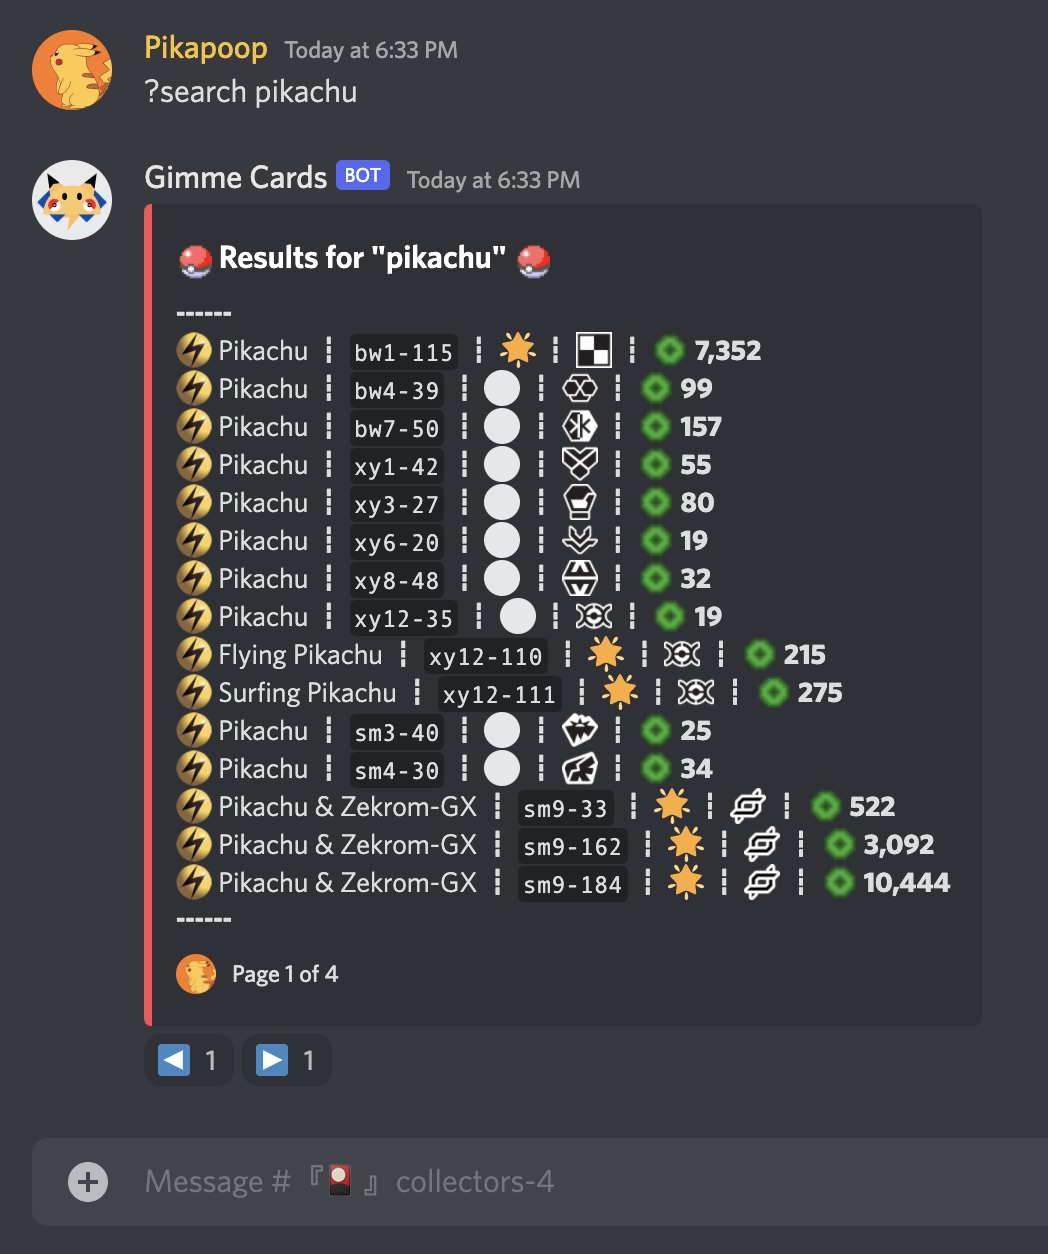 Pikapoop Today at 6:33 PM
?search pikachu
Gimme Cards BOT Today at 6:33 PM
Results for "pikachu"
------
Pikachu ┊ bw1-115 ┊ ┊ ┊ 7,352
Pikachu ┊ bw4-39 ┊ ┊ ┊ 99
Pikachu ┊ bw7-50 ┊ ┊ ┊ 157
Pikachu ┊ xy1-42 ┊ ┊ ┊ 55
Pikachu ┊ xy3-27 ┊ ┊ ┊ 80
Pikachu ┊ xy6-20 ┊ ┊ ┊ 19
Pikachu ┊ xy8-48 ┊ ┊ ┊ 32
Pikachu ┊ xy12-35 ┊ ┊ ┊ 19
Flying Pikachu ┊ xy12-110 ┊ ┊ ┊ 215
Surfing Pikachu ┊ xy12-111 ┊ ┊ ┊ 275
Pikachu ┊ sm3-40 ┊ ┊ ┊ 25
Pikachu ┊ sm4-30 ┊ ┊ ┊ 34
Pikachu & Zekrom-GX ┊ sm9-33 ┊ ┊ ┊ 522
Pikachu & Zekrom-GX ┊ sm9-162 ┊ ┊ ┊ 3,092
Pikachu & Zekrom-GX ┊ sm9-184 ┊ ┊ ┊ 10,444
------
Page 1 of 4
1 1
Message # 『🎴』collectors-4